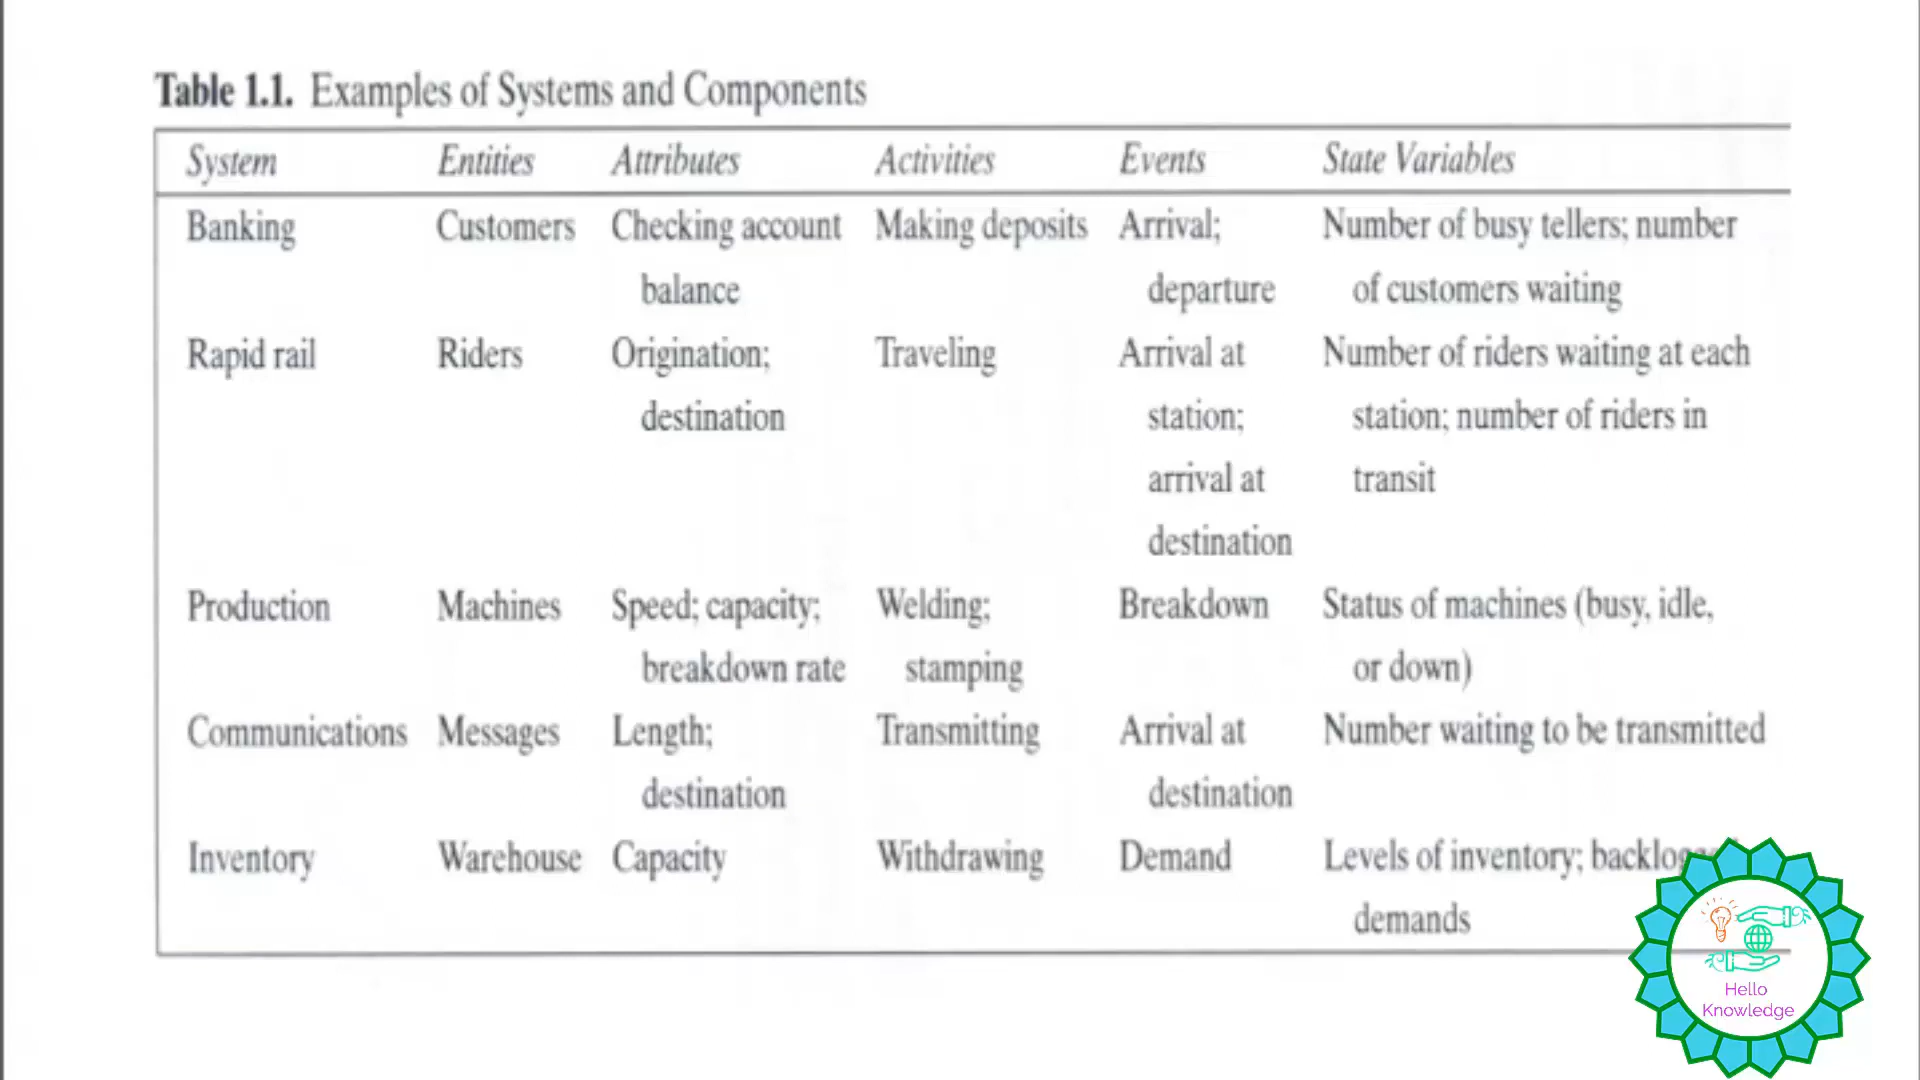 Table 1.1. Examples of Systems and Components
System Entities Attributes Activities Events State Variables
Banking Customers Checking account Making deposits Arrival; Number of busy tellers; number
balance departure of customers waiting
Rapid rail Riders Origination; Traveling Arrival at Number of riders waiting at each
destination station; station; number of riders in
arrival at transit
destination
Production Machines Speed; capacity; Welding; Breakdown Status of machines (busy, idle,
breakdown rate stamping or down)
Communications Messages Length; Transmitting Arrival at Number waiting to be transmitted
destination destination
Inventory Warehouse Capacity Withdrawing Demand Levels of inventory;
demands
Hello
Knowledge